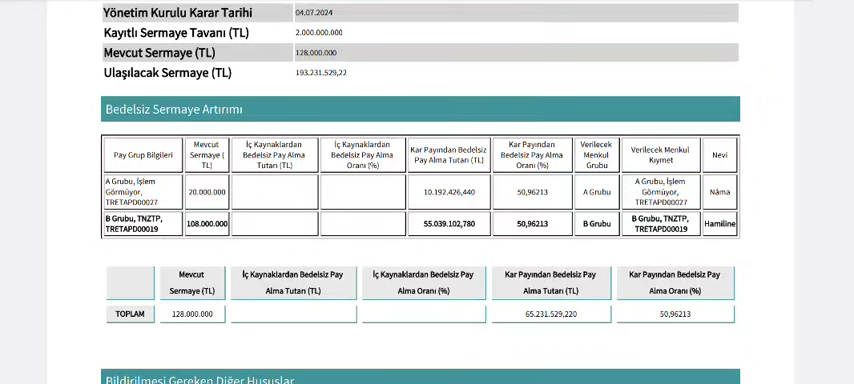 Yönetim Kurulu Karar Tarihi 04.07.2024
Kayıtlı Sermaye Tavanı (TL) 2.000.000.000
Mevcut Sermaye (TL) 128,000.000
Ulaşılacak Sermaye (TL) 193.231.529,22
Bedelsiz Sermaye Artırımı
Pay Grup Bilgileri
Mevcut
Sermaye (
TL)
İç Kaynaklardan
Bedelsiz Pay Alma
Tutarı (TL)
İç Kaynaklardan
Bedelsiz Pay Alma
Oranı (%)
Kar Payından Bedelsiz
Pay Alma Tutarı (TL)
Kar Payından
Bedelsiz Pay Alma
Oranı (%)
Verilecek
Menkul
Grubu
Verilecek Menkul
Kıymet
Nevi
A Grubu, İşlem
Görmüyor,
TRETAPD00027
20.000.000
10.192.426,440
50,96213
A Grubu
A Grubu, İşlem
Görmüyor,
TRETAPD00027
Nâma
B Grubu, TNZTP,
TRETAPD00019
108.000.000
55.039.102,780
50,96213
B Grubu
B Grubu, TNZTP,
TRETAPD00019
Hamiline
Mevcut
Sermaye (TL)
İç Kaynaklardan Bedelsiz Pay
Alma Tutarı (TL)
İç Kaynaklardan Bedelsiz Pay
Alma Oranı (%)
Kar Payından Bedelsiz Pay
Alma Tutarı (TL)
Kar Payından Bedelsiz Pay
Alma Oranı (%)
TOPLAM 128.000.000 65.231.529,220 50,96213
Bildirilmesi Gereken Diğer Hususlar